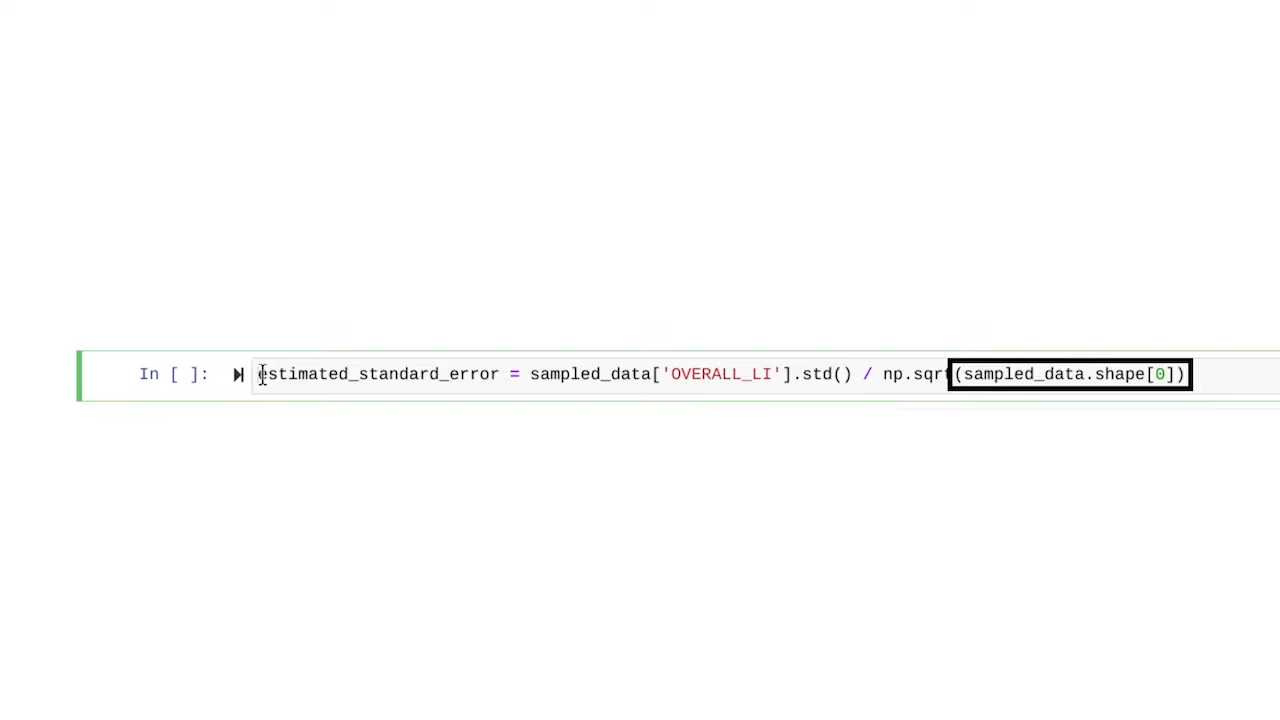 In [ ]: estimated_standard_error = sampled_data['OVERALL_LI'].std() / np.sqrt(sampled_data.shape[0])